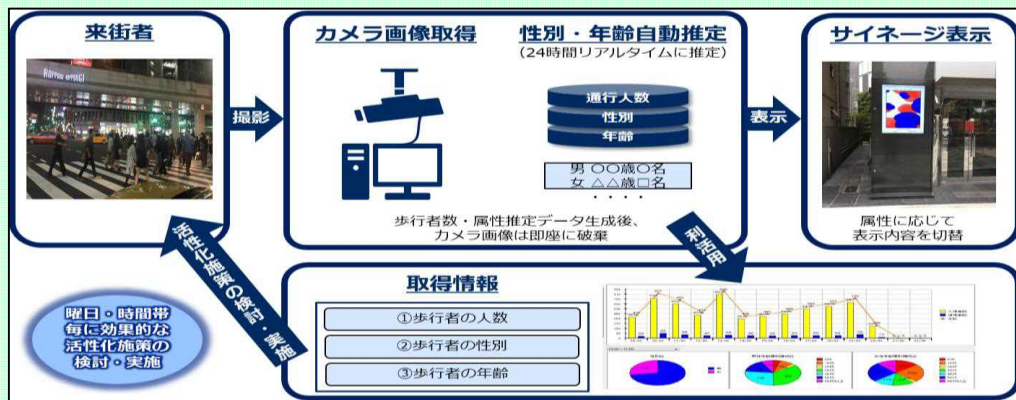 来街者
撮影
カメラ画像取得
性別・年齢自動推定
(24時間リアルタイムに推定)
通行人数
性別
年齢
男 ○○歳○名
女 △△歳□名
・・・・
歩行者数・属性推定データ生成後、
カメラ画像は即座に破棄
表示
サイネージ表示
属性に応じて
表示内容を切替
活性化施策の検討・実施
利活用
曜日・時間帯
毎に効果的な
活性化施策の
検討・実施
取得情報
①歩行者の人数
②歩行者の性別
③歩行者の年齢